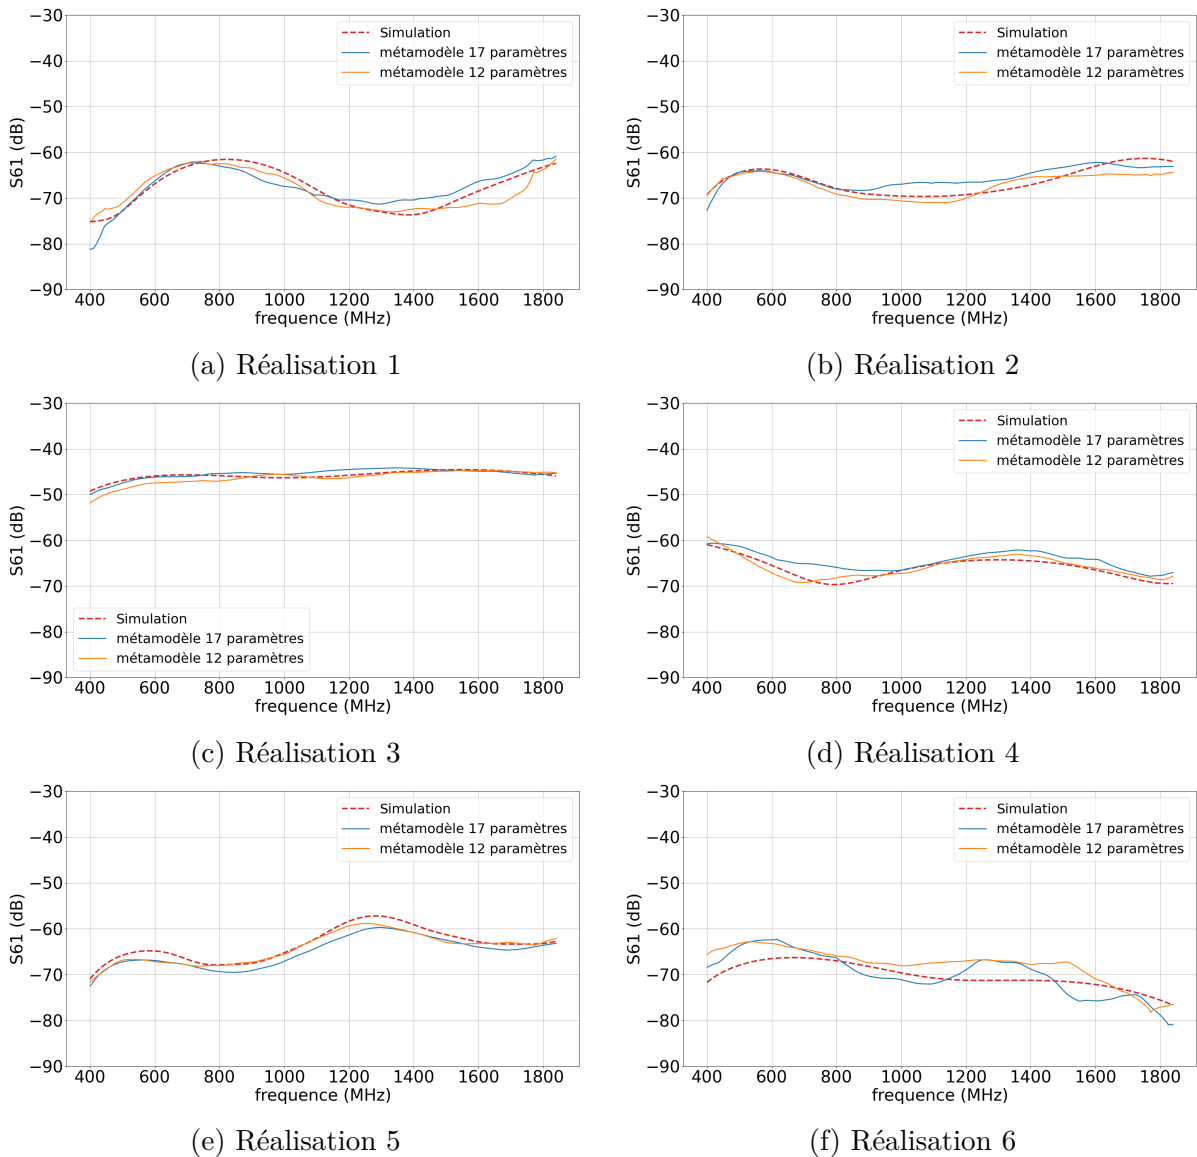 −30
−40
−50
−60
−70
−80
−90
S61 (dB)
Simulation
métamodèle 17 paramètres
métamodèle 12 paramètres
400 600 800 1000 1200 1400 1600 1800
frequence (MHz)
(a) Réalisation 1
−30
−40
−50
−60
−70
−80
−90
S61 (dB)
Simulation
métamodèle 17 paramètres
métamodèle 12 paramètres
400 600 800 1000 1200 1400 1600 1800
frequence (MHz)
(b) Réalisation 2
−30
−40
−50
−60
−70
−80
−90
S61 (dB)
Simulation
métamodèle 17 paramètres
métamodèle 12 paramètres
400 600 800 1000 1200 1400 1600 1800
frequence (MHz)
(c) Réalisation 3
−30
−40
−50
−60
−70
−80
−90
S61 (dB)
Simulation
métamodèle 17 paramètres
métamodèle 12 paramètres
400 600 800 1000 1200 1400 1600 1800
frequence (MHz)
(d) Réalisation 4
−30
−40
−50
−60
−70
−80
−90
S61 (dB)
Simulation
métamodèle 17 paramètres
métamodèle 12 paramètres
400 600 800 1000 1200 1400 1600 1800
frequence (MHz)
(e) Réalisation 5
−30
−40
−50
−60
−70
−80
−90
S61 (dB)
Simulation
métamodèle 17 paramètres
métamodèle 12 paramètres
400 600 800 1000 1200 1400 1600 1800
frequence (MHz)
(f) Réalisation 6